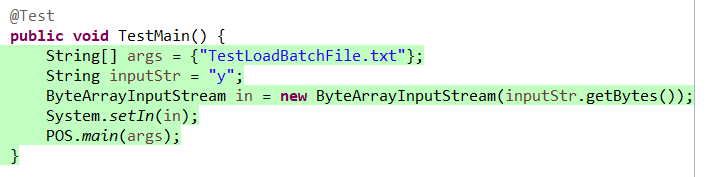 @Test
public void TestMain() {
    String[] args = {"TestLoadBatchFile.txt"};
    String inputStr = "y";
    ByteArrayInputStream in = new ByteArrayInputStream(inputStr.getBytes());
    System.setIn(in);
    POS.main(args);
}